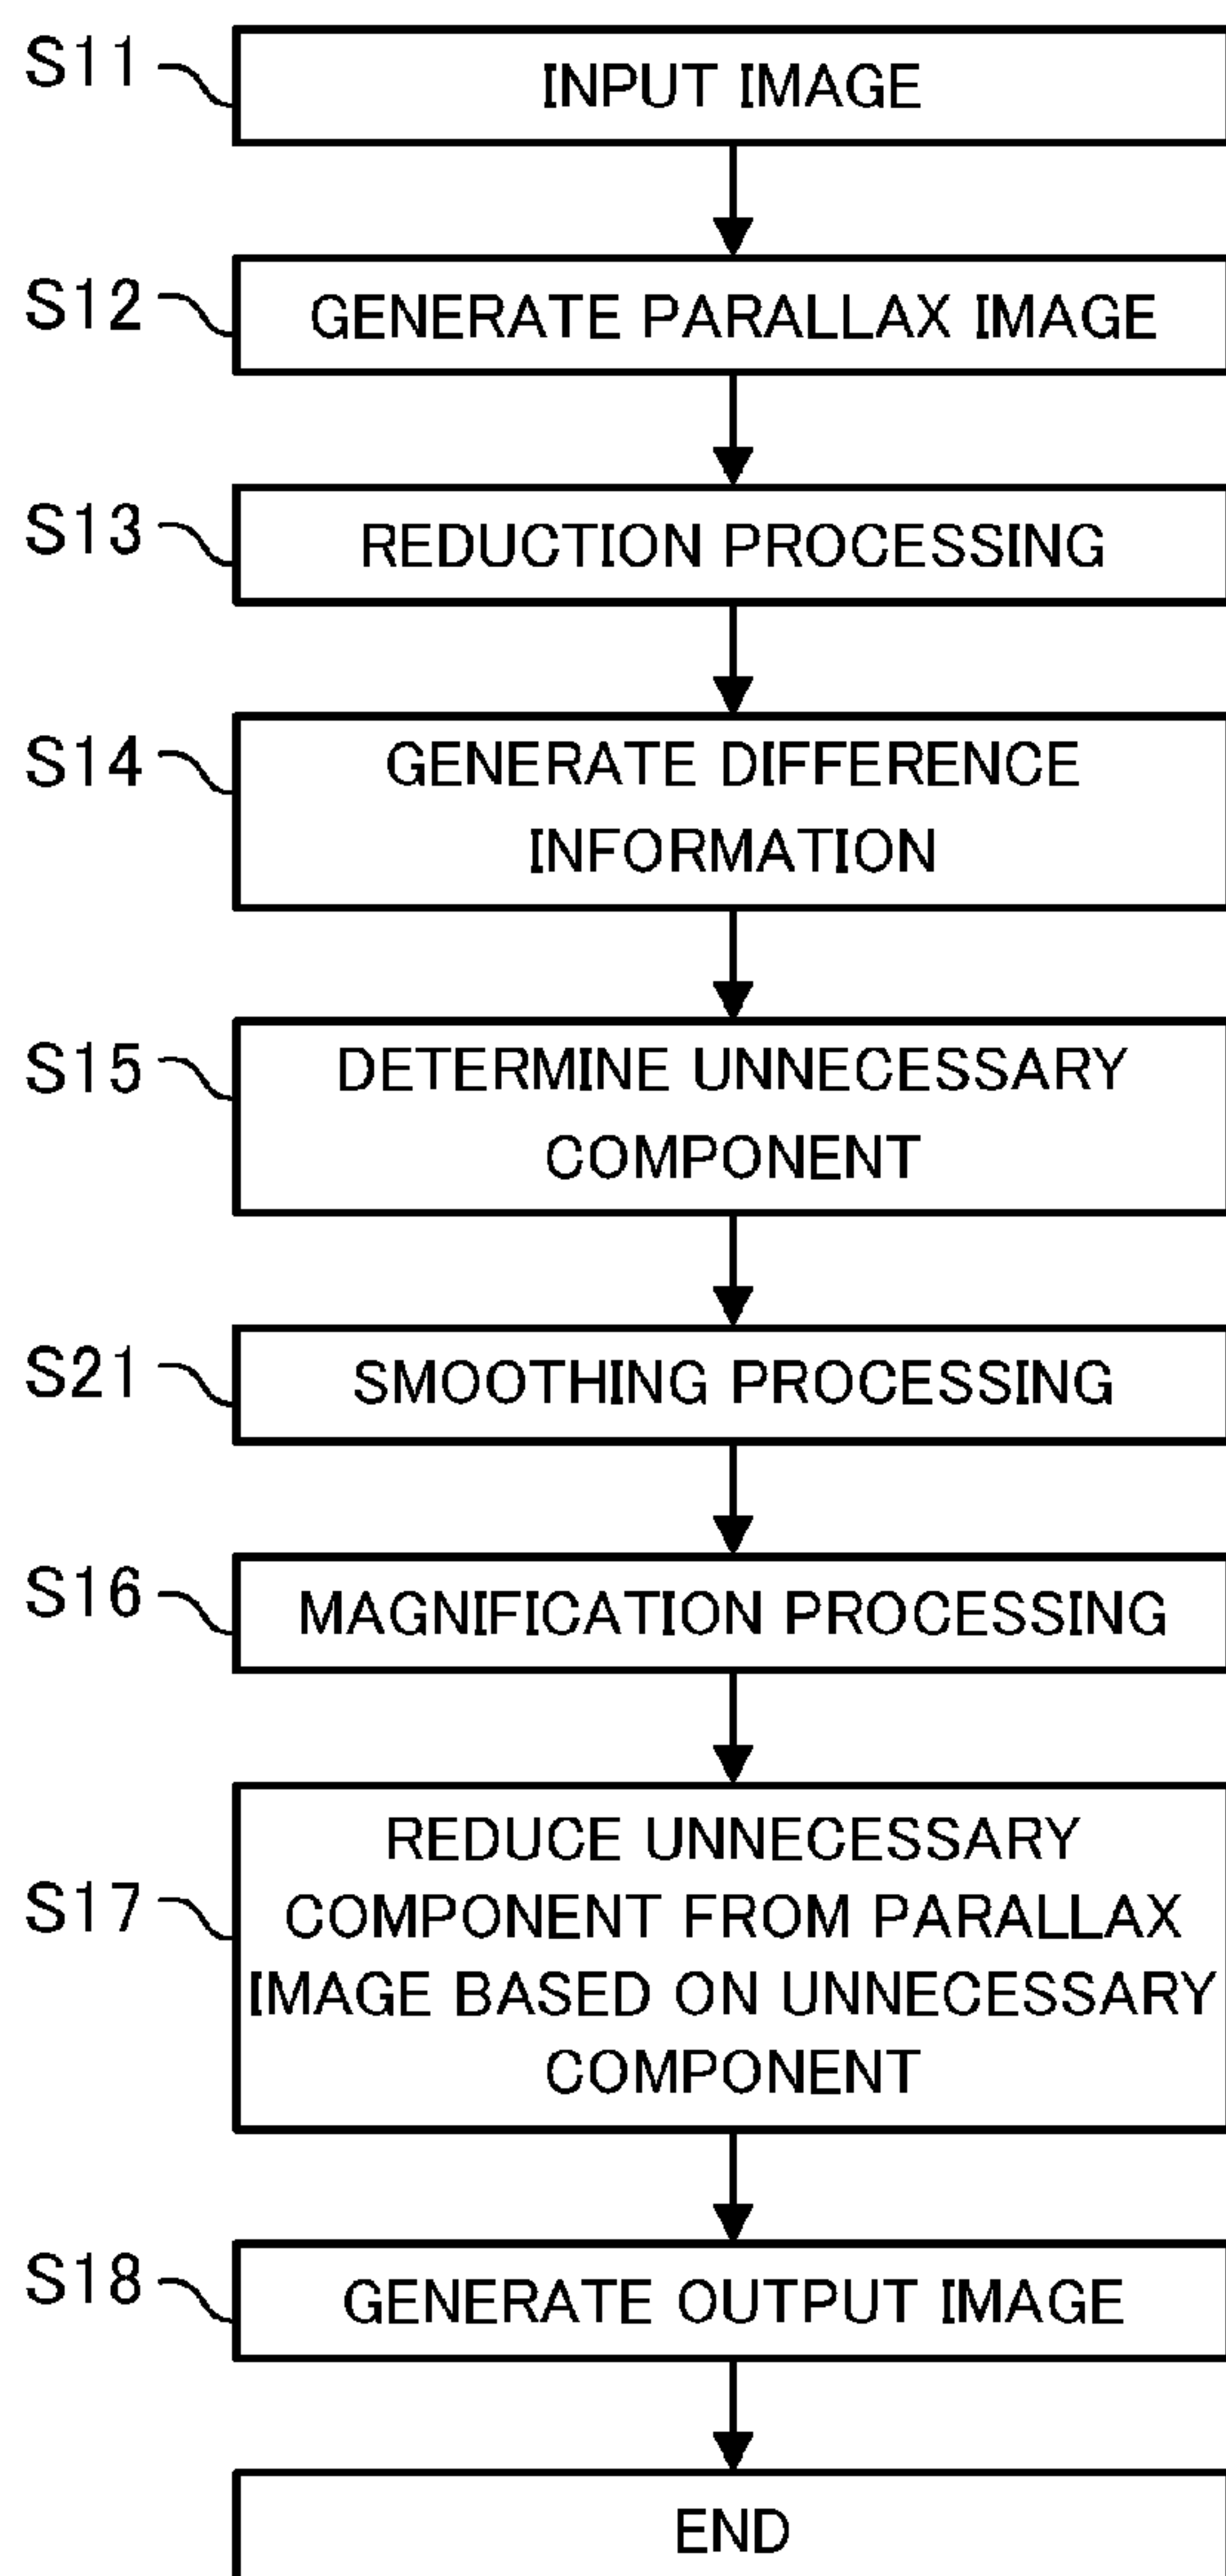 S11 INPUT IMAGE
S12 GENERATE PARALLAX IMAGE
S13 REDUCTION PROCESSING
S14 GENERATE DIFFERENCE
INFORMATION
S15 DETERMINE UNNECESSARY
COMPONENT
S21 SMOOTHING PROCESSING
S16 MAGNIFICATION PROCESSING
REDUCE UNNECESSARY
S17 COMPONENT FROM PARALLAX
IMAGE BASED ON UNNECESSARY
COMPONENT
S18 GENERATE OUTPUT IMAGE
END